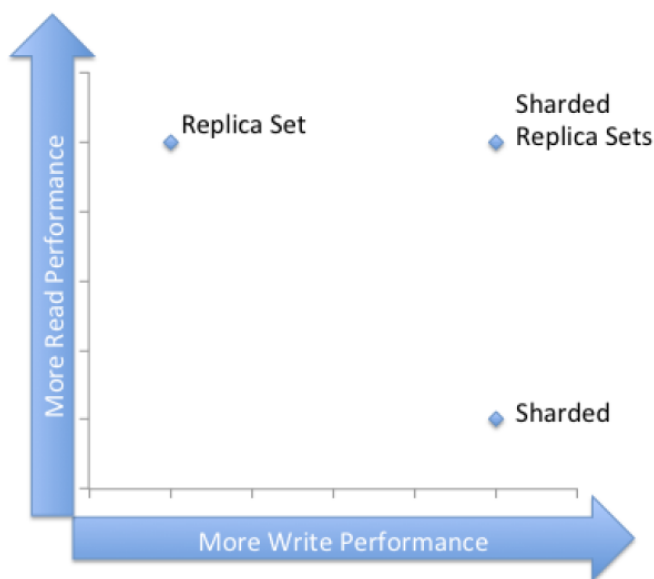 Replica Set
Sharded
Replica Sets
More Read Performance
Sharded
More Write Performance